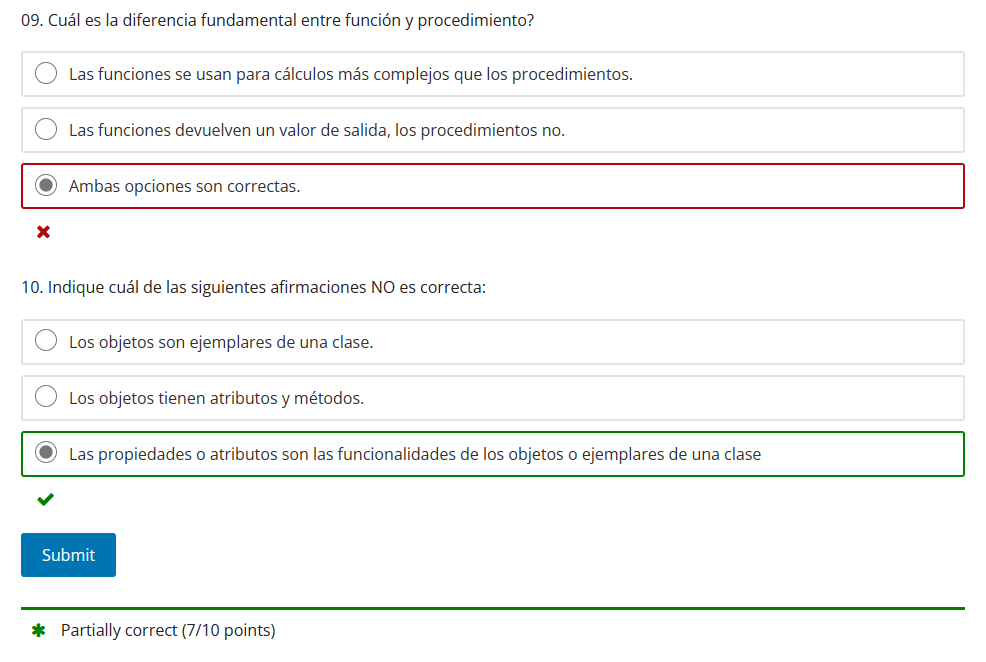 09. Cuál es la diferencia fundamental entre función y procedimiento?
Las funciones se usan para cálculos más complejos que los procedimientos.
Las funciones devuelven un valor de salida, los procedimientos no.
Ambas opciones son correctas.
10. Indique cuál de las siguientes afirmaciones NO es correcta:
Los objetos son ejemplares de una clase.
Los objetos tienen atributos y métodos.
Las propiedades o atributos son las funcionalidades de los objetos o ejemplares de una clase
Submit
Partially correct (7/10 points)